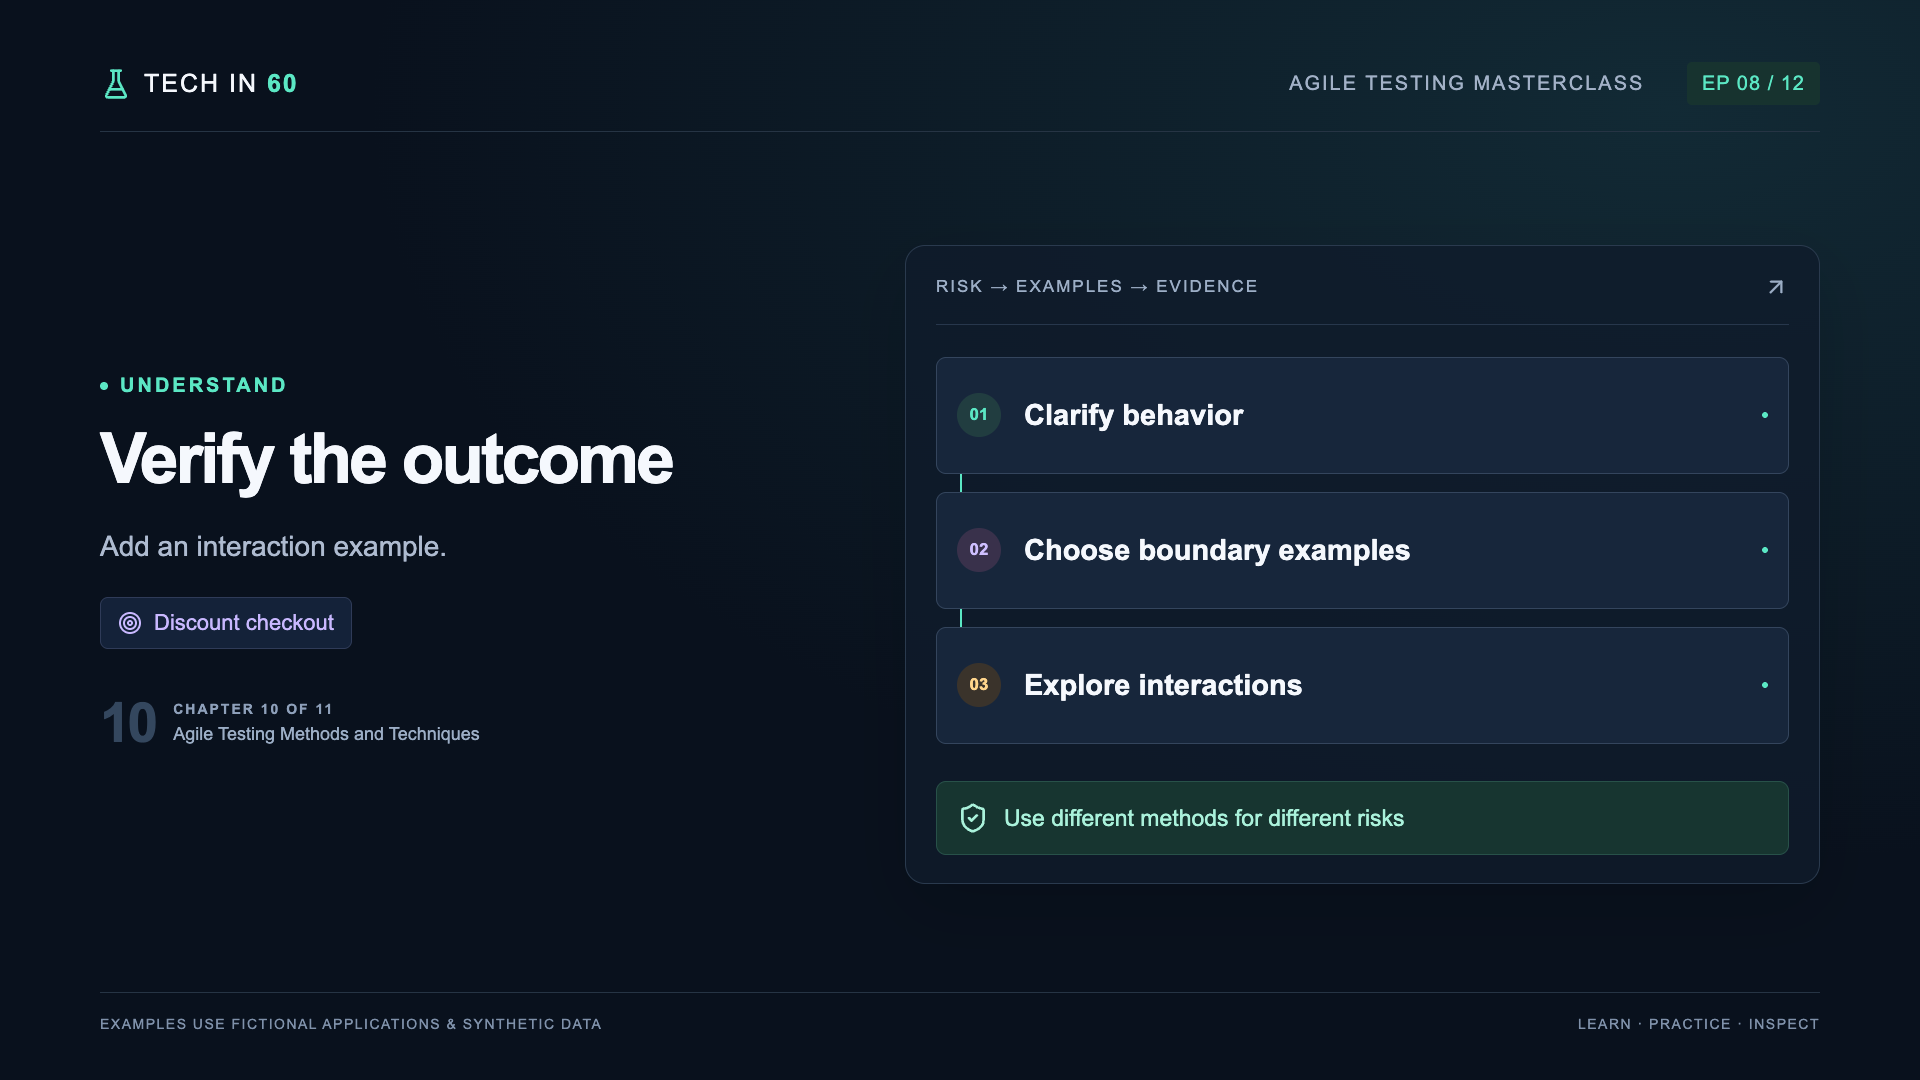 TECH IN 60
AGILE TESTING MASTERCLASS
EP 08 / 12
UNDERSTAND
Verify the outcome
Add an interaction example.
Discount checkout
10
CHAPTER 10 OF 11
Agile Testing Methods and Techniques
RISK → EXAMPLES → EVIDENCE
01 Clarify behavior
02 Choose boundary examples
03 Explore interactions
Use different methods for different risks
EXAMPLES USE FICTIONAL APPLICATIONS & SYNTHETIC DATA
LEARN · PRACTICE · INSPECT